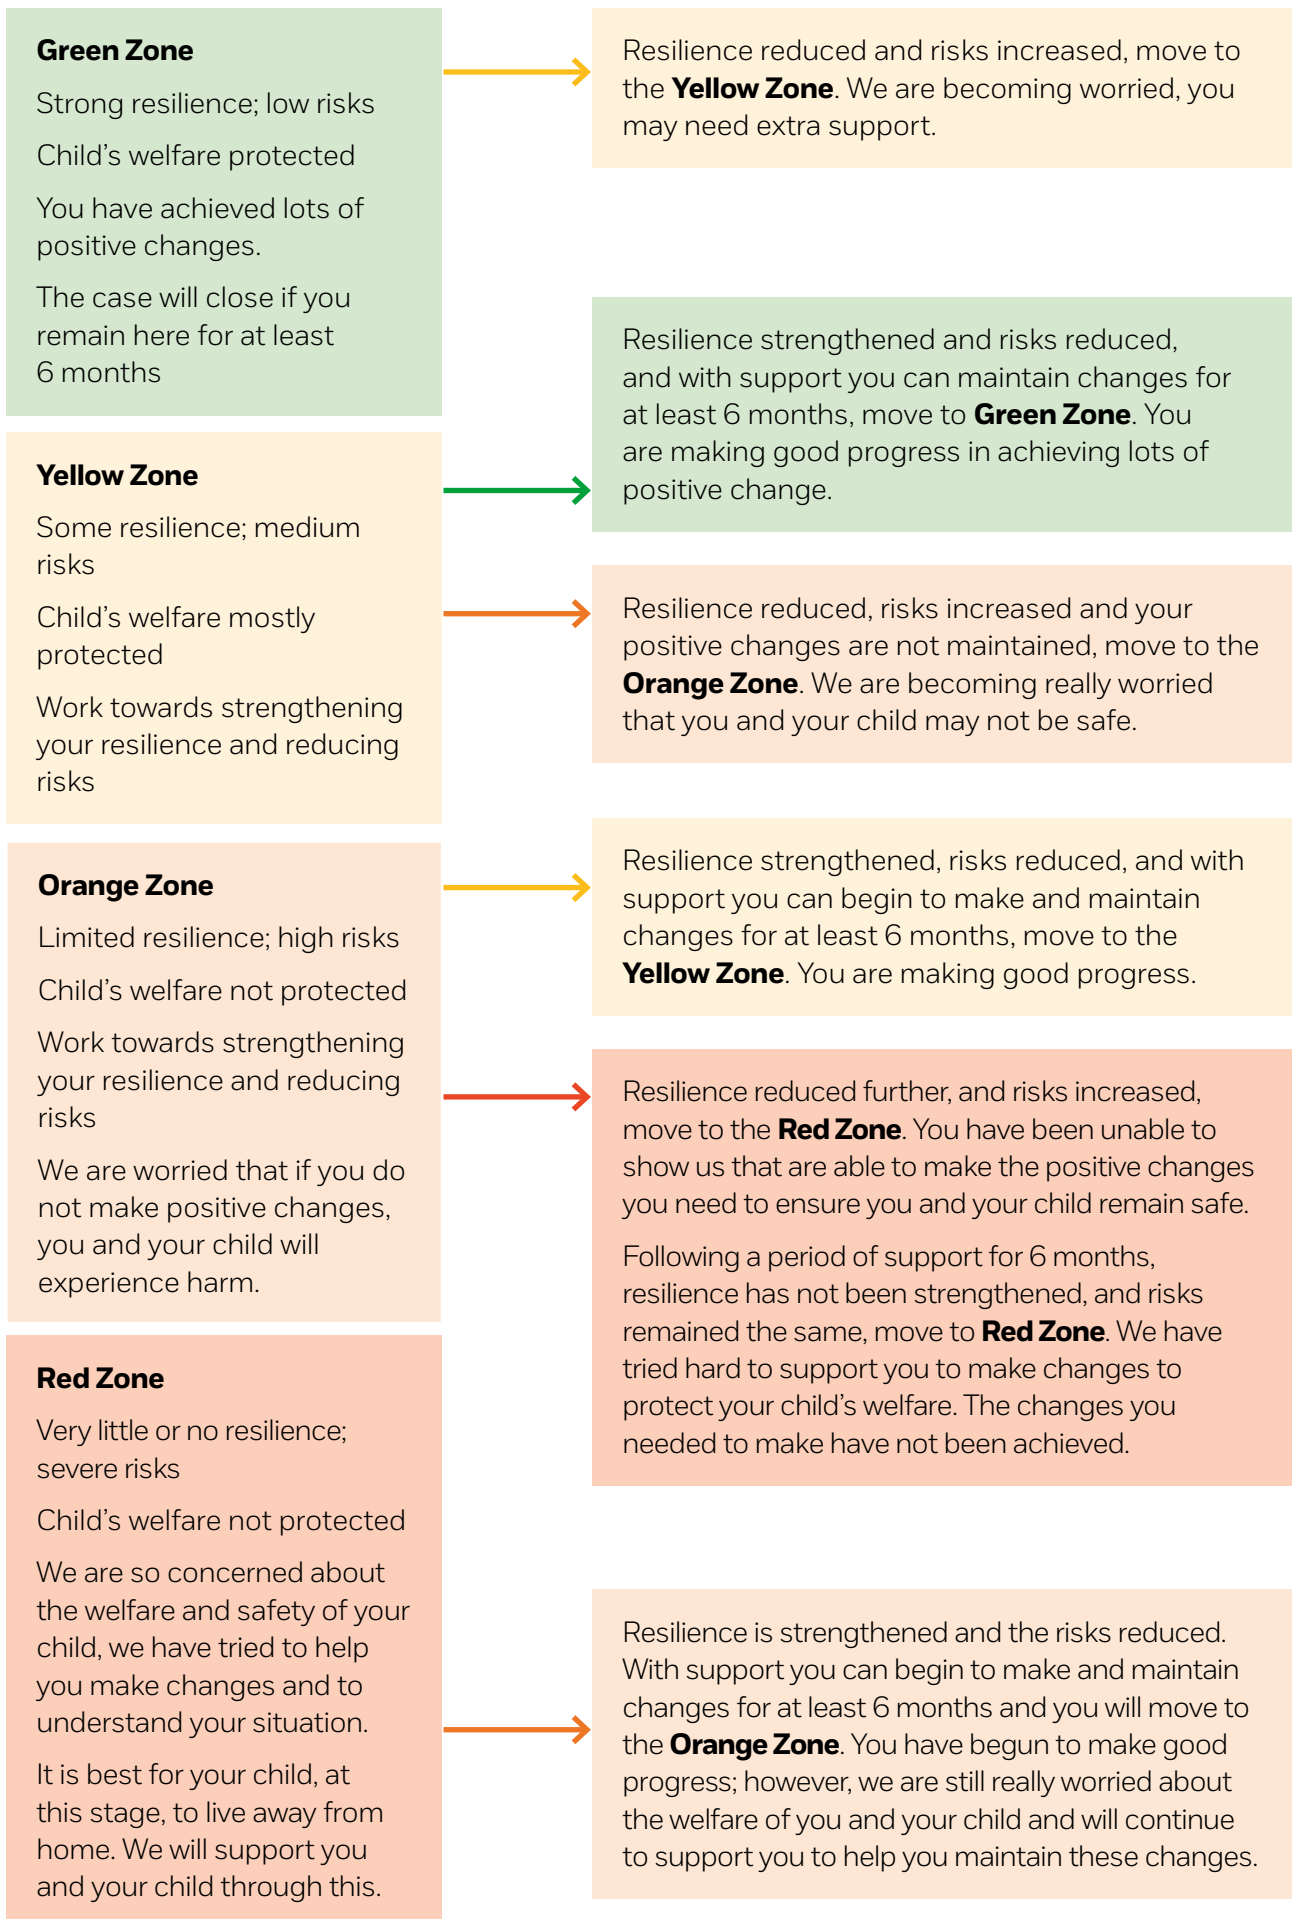 Green Zone
Strong resilience; low risks
Child’s welfare protected
You have achieved lots of
positive changes.
The case will close if you
remain here for at least
6 months
Resilience reduced and risks increased, move to
the Yellow Zone. We are becoming worried, you
may need extra support.
Yellow Zone
Some resilience; medium
risks
Child’s welfare mostly
protected
Work towards strengthening
your resilience and reducing
risks
Resilience strengthened and risks reduced,
and with support you can maintain changes for
at least 6 months, move to Green Zone. You
are making good progress in achieving lots of
positive change.
Resilience reduced, risks increased and your
positive changes are not maintained, move to the
Orange Zone. We are becoming really worried
that you and your child may not be safe.
Orange Zone
Limited resilience; high risks
Child’s welfare not protected
Work towards strengthening
your resilience and reducing
risks
We are worried that if you do
not make positive changes,
you and your child will
experience harm.
Resilience strengthened, risks reduced, and with
support you can begin to make and maintain
changes for at least 6 months, move to the
Yellow Zone. You are making good progress.
Resilience reduced further, and risks increased,
move to the Red Zone. You have been unable to
show us that are able to make the positive changes
you need to ensure you and your child remain safe.
Following a period of support for 6 months,
resilience has not been strengthened, and risks
remained the same, move to Red Zone. We have
tried hard to support you to make changes to
protect your child’s welfare. The changes you
needed to make have not been achieved.
Red Zone
Very little or no resilience;
severe risks
Child’s welfare not protected
We are so concerned about
the welfare and safety of your
child, we have tried to help
you make changes and to
understand your situation.
It is best for your child, at
this stage, to live away from
home. We will support you
and your child through this.
Resilience is strengthened and the risks reduced.
With support you can begin to make and maintain
changes for at least 6 months and you will move to
the Orange Zone. You have begun to make good
progress; however, we are still really worried about
the welfare of you and your child and will continue
to support you to help you maintain these changes.